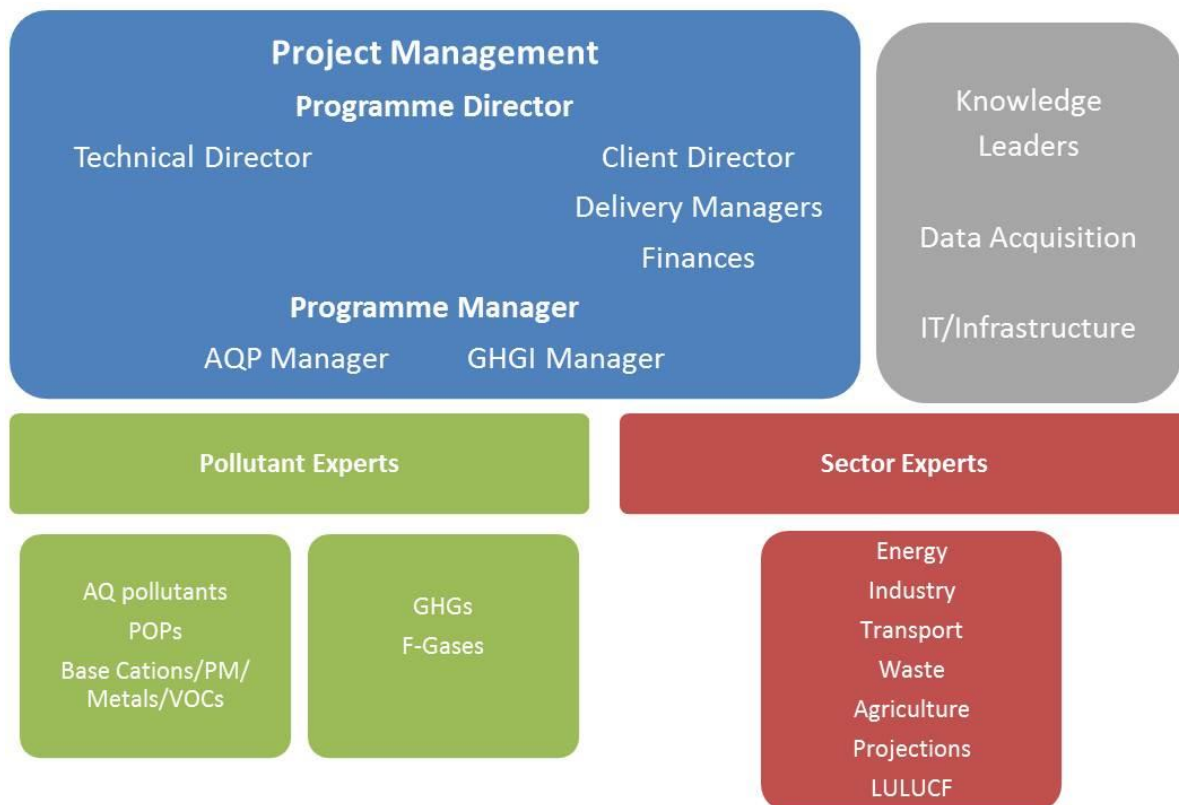 Project Management
Programme Director
Technical Director
Client Director
Delivery Managers
Finances
Programme Manager
AQP Manager
GHGI Manager
Knowledge
Leaders
Data Acquisition
IT/Infrastructure
Pollutant Experts
Sector Experts
AQ pollutants
POPs
Base Cations/PM/
Metals/VOCs
GHGs
F-Gases
Energy
Industry
Transport
Waste
Agriculture
Projections
LULUCF